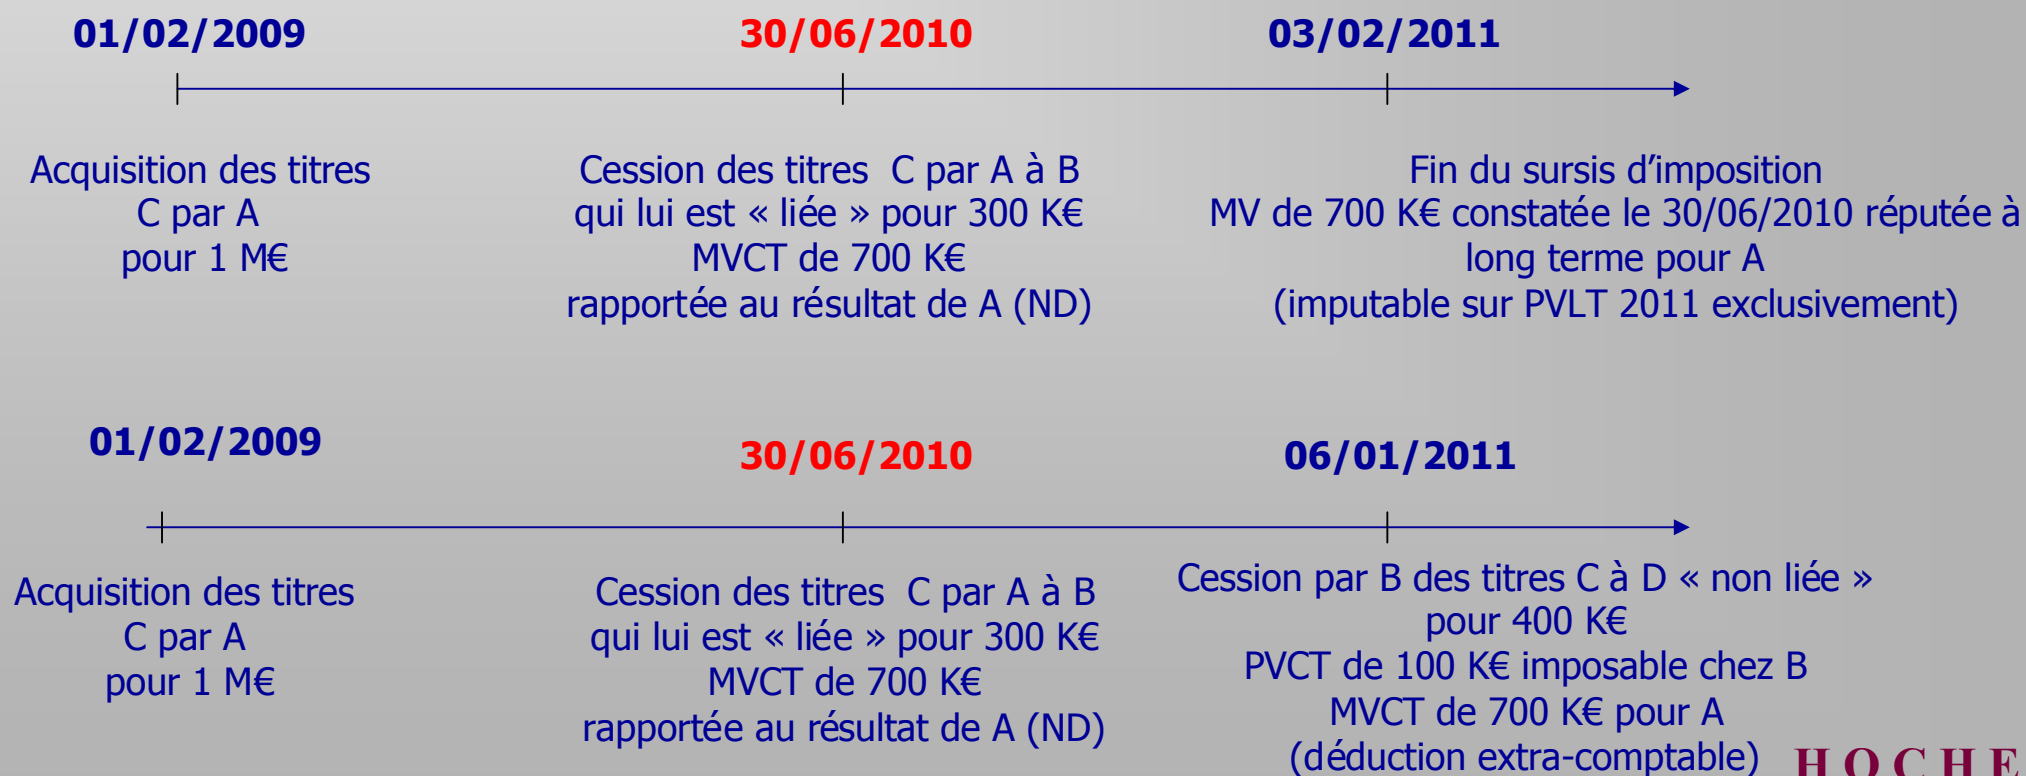 01/02/2009
30/06/2010
03/02/2011
Acquisition des titres
C par A
pour 1 M€
Cession des titres C par A à B
qui lui est « liée » pour 300 K€
MVCT de 700 K€
rapportée au résultat de A (ND)
Fin du sursis d'imposition
MV de 700 K€ constatée le 30/06/2010 réputée à
long terme pour A
(imputable sur PVLT 2011 exclusivement)
01/02/2009
30/06/2010
06/01/2011
Acquisition des titres
C par A
pour 1 M€
Cession des titres C par A à B
qui lui est « liée » pour 300 K€
MVCT de 700 K€
rapportée au résultat de A (ND)
Cession par B des titres C à D « non liée »
pour 400 K€
PVCT de 100 K€ imposable chez B
MVCT de 700 K€ pour A
(déduction extra-comptable)
HOCHE